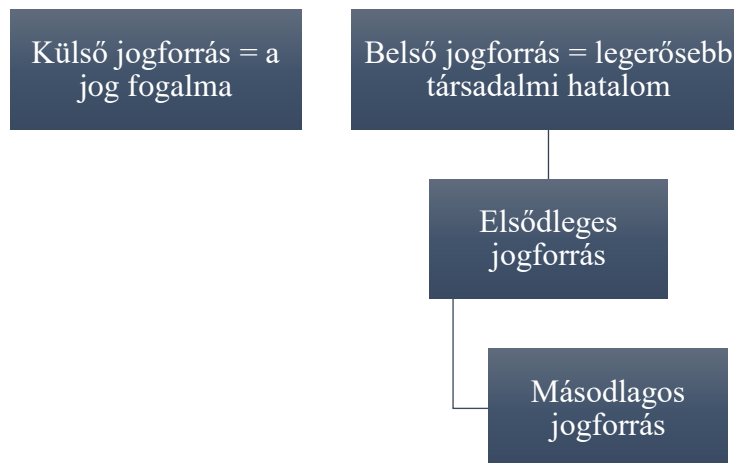 Külső jogforrás = a
jog fogalma
Belső jogforrás = legerősebb
társadalmi hatalom
Elsődleges
jogforrás
Másodlagos
jogforrás